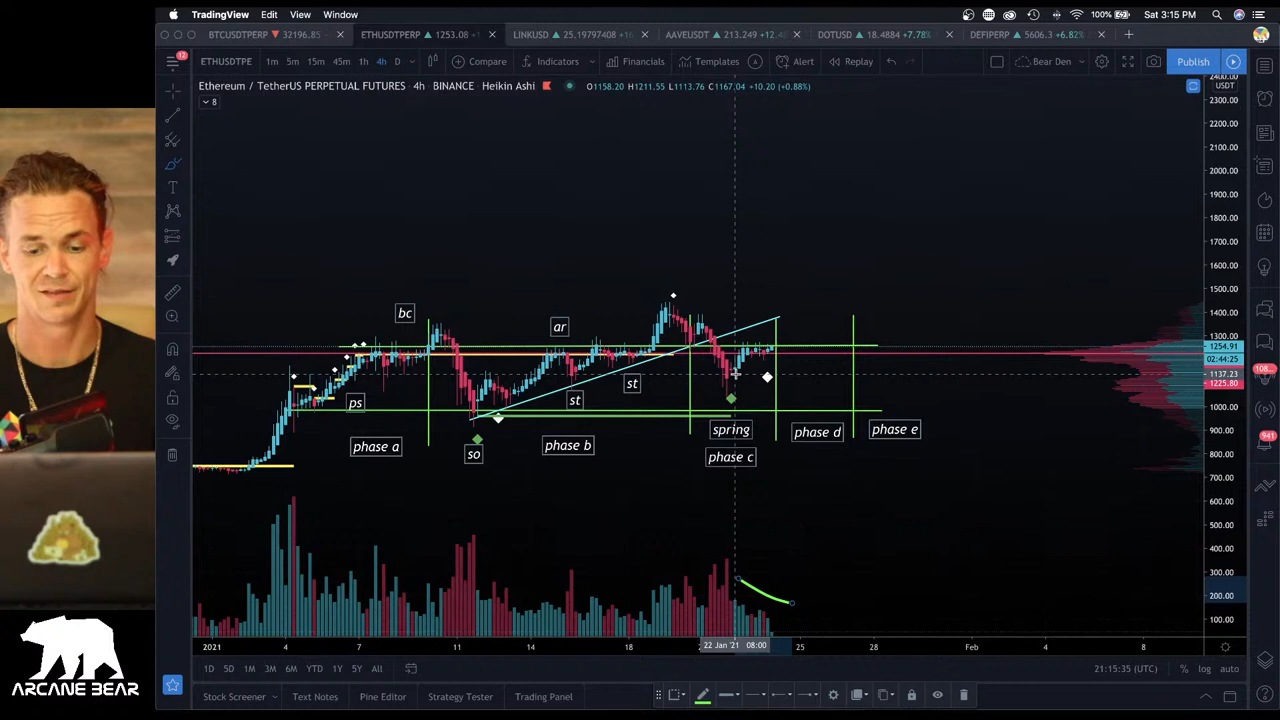 TradingView Edit View Window 100% Sat 3:15 PM
BTCUSDTPERP 32196.85 ETHUSDTPERP 1253.08 LINKUSD 25.19797408 AAVEUSDT 213.249 DOTUSD 18.4884 +7.78% DEFIPERP 5606.3 +6.82%
12 ETHUSDTPE 1m 5m 15m 45m 1h 4h D Compare Indicators Financials Templates Alert Replay Bear Den Publish
Ethereum / TetherUS PERPETUAL FUTURES 4h BINANCE Heikin Ashi O1158.20 H1211.55 L1113.76 C1167.04 +10.20 (+0.88%) USDT
8
2300.00
2200.00
2100.00
2000.00
1900.00
1800.00
1700.00
1600.00
1500.00
1400.00
1300.00
1254.91
02:44:25
1137.23
1225.80
1000.00
900.00
800.00
700.00
600.00
500.00
400.00
300.00
200.00
100.00
bc
ar
st
st
ps
spring
phase d
phase e
phase a
so
phase b
phase c
108
941
2021 4 7 11 14 18 22 Jan '21 08:00 25 28 Feb 4 8
1D 5D 1M 3M 6M YTD 1Y 5Y All 21:15:35 (UTC) % log auto
Stock Screener Text Notes Pine Editor Strategy Tester Trading Panel
ARCANE BEAR